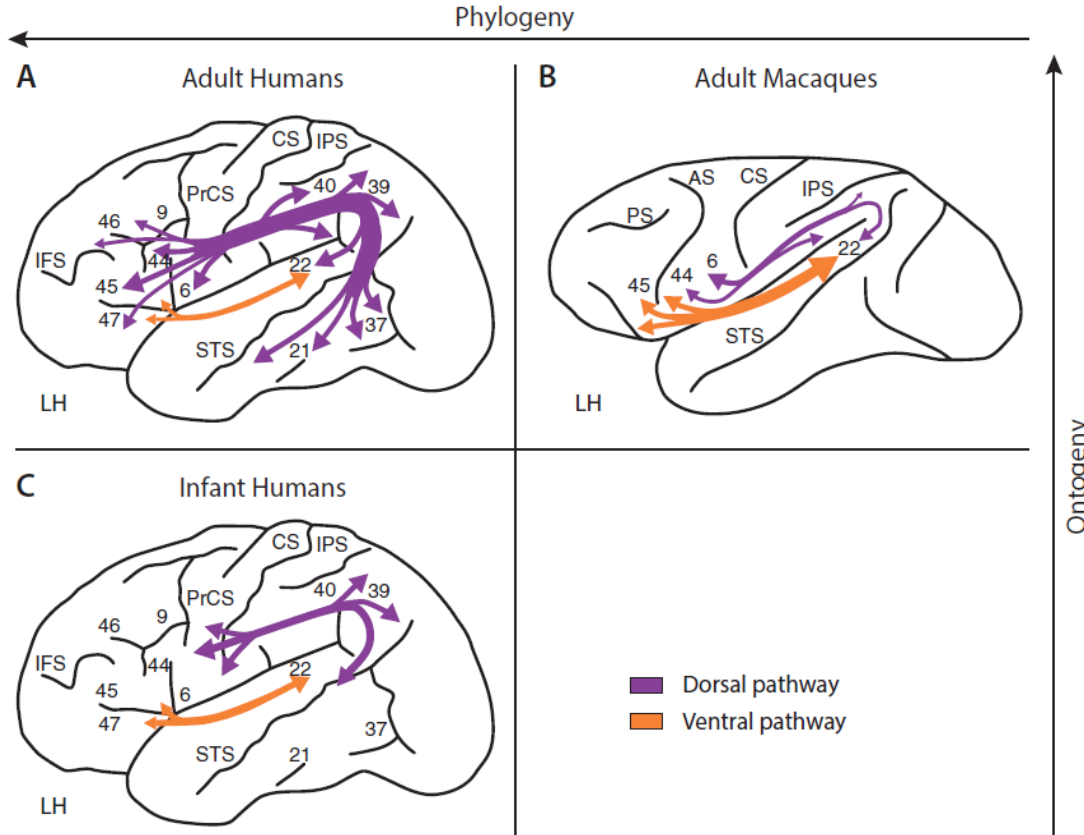 Phylogeny
A Adult Humans
B Adult Macaques
CS IPS
PrCS
40 39
9
46
44
IFS
45
6
22
47
37
STS
21
LH
AS CS
IPS
PS
6
22
44
45
STS
LH
Ontogeny
C Infant Humans
CS IPS
PrCS
40 39
9
46
44
IFS
45
6
22
47
37
STS
21
LH
Dorsal pathway
Ventral pathway